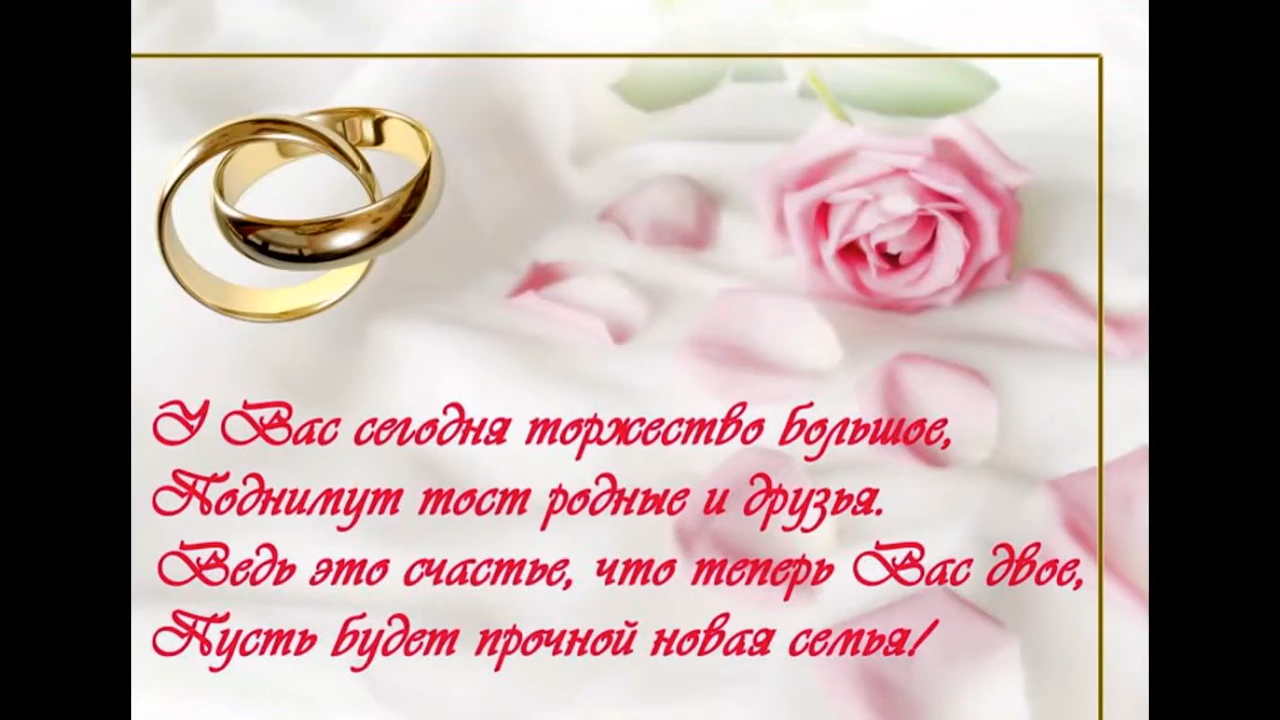 У Вас сегодня торжество большое,
Поднимут тост родные и друзья.
Ведь это счастье, что теперь Вас двое,
Пусть будет прочной новая семья!